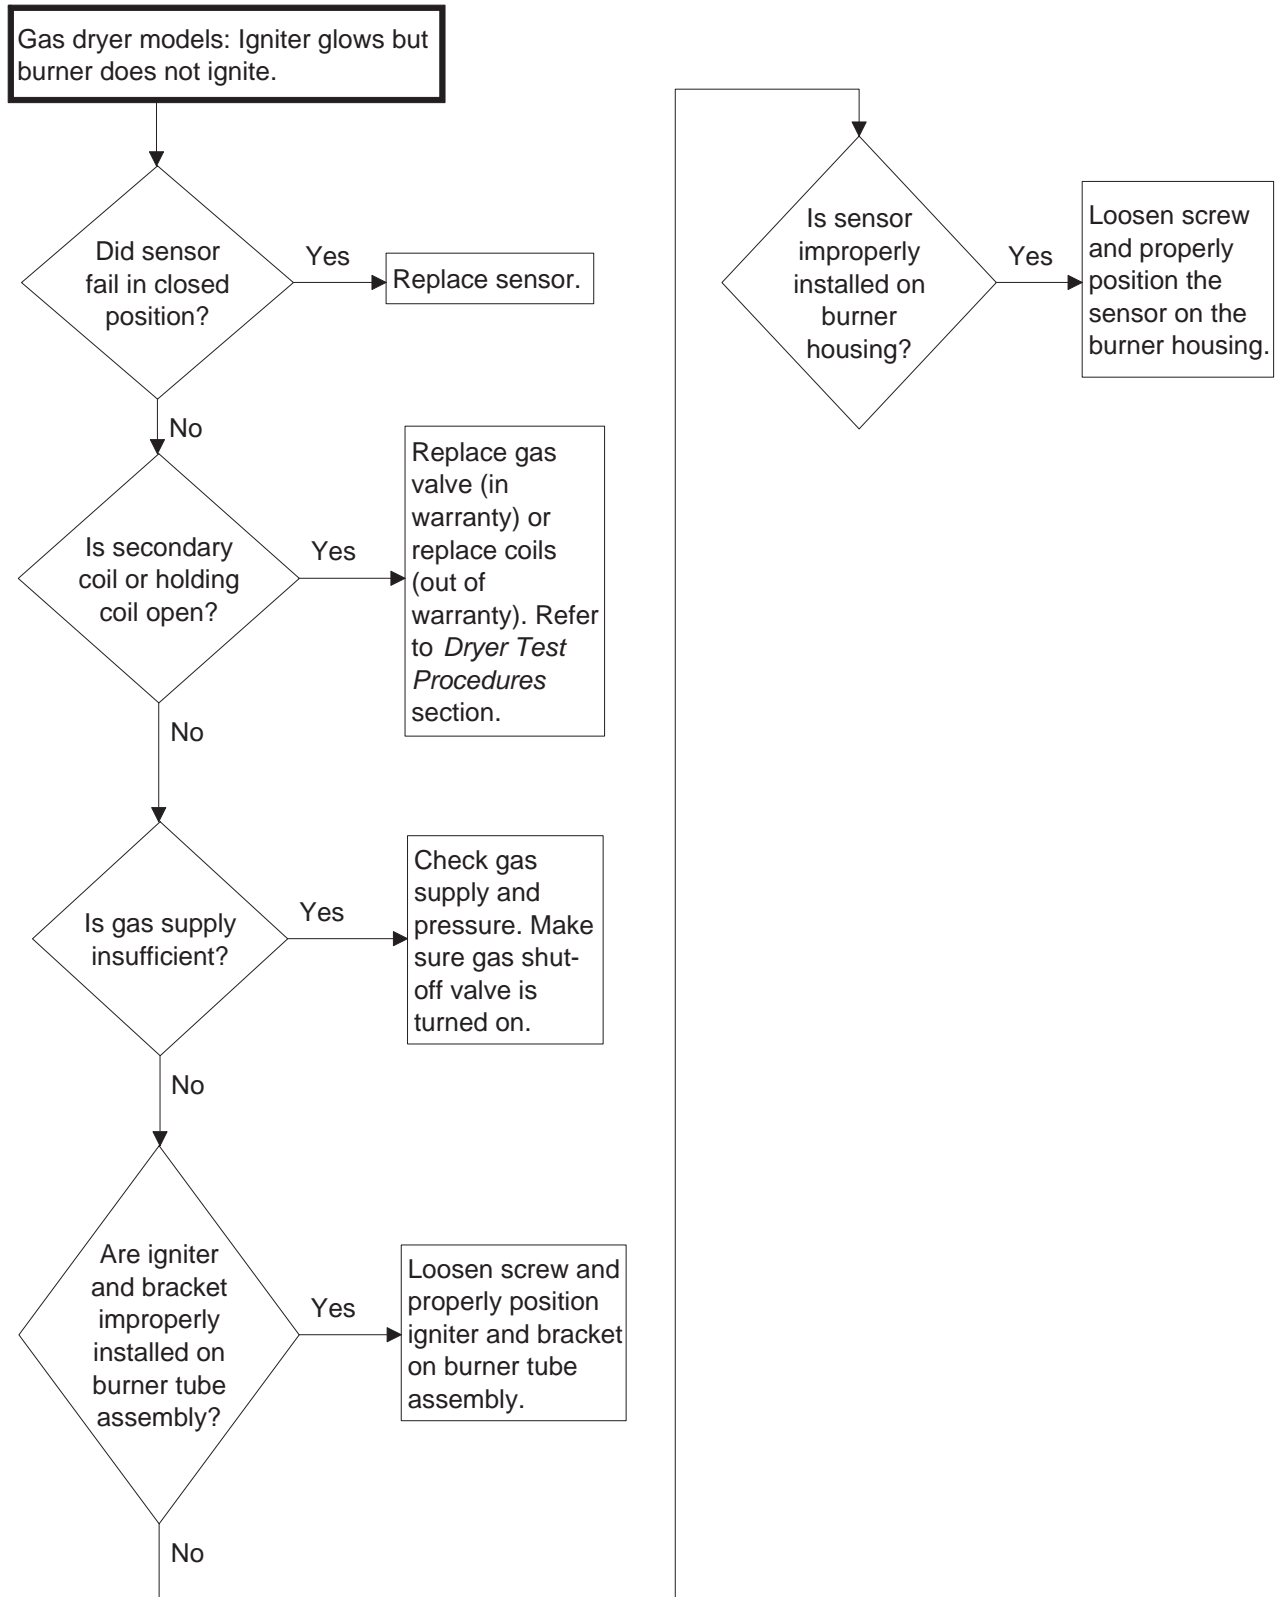 Gas dryer models: Igniter glows but
burner does not ignite.
Did sensor
fail in closed
position?
Yes
Replace sensor.
No
Is secondary
coil or holding
coil open?
Yes
Replace gas
valve (in
warranty) or
replace coils
(out of
warranty). Refer
to Dryer Test
Procedures
section.
No
Is gas supply
insufficient?
Yes
Check gas
supply and
pressure. Make
sure gas shut-
off valve is
turned on.
No
Are igniter
and bracket
improperly
installed on
burner tube
assembly?
Yes
Loosen screw and
properly position
igniter and bracket
on burner tube
assembly.
No
Is sensor
improperly
installed on
burner
housing?
Yes
Loosen screw
and properly
position the
sensor on the
burner housing.